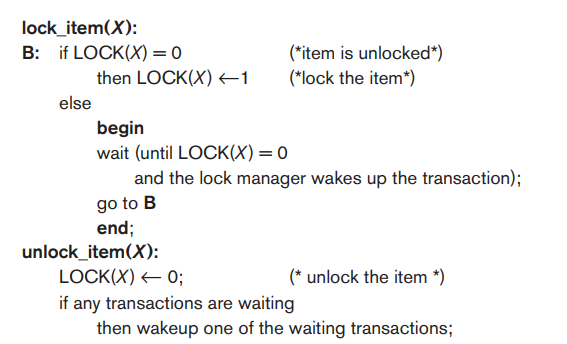 lock_item(X):
B: if LOCK(X) = 0 (*item is unlocked*)
then LOCK(X) ←1 (*lock the item*)
else
begin
wait (until LOCK(X) = 0
and the lock manager wakes up the transaction);
go to B
end;
unlock_item(X):
LOCK(X) ← 0; (* unlock the item *)
if any transactions are waiting
then wakeup one of the waiting transactions;